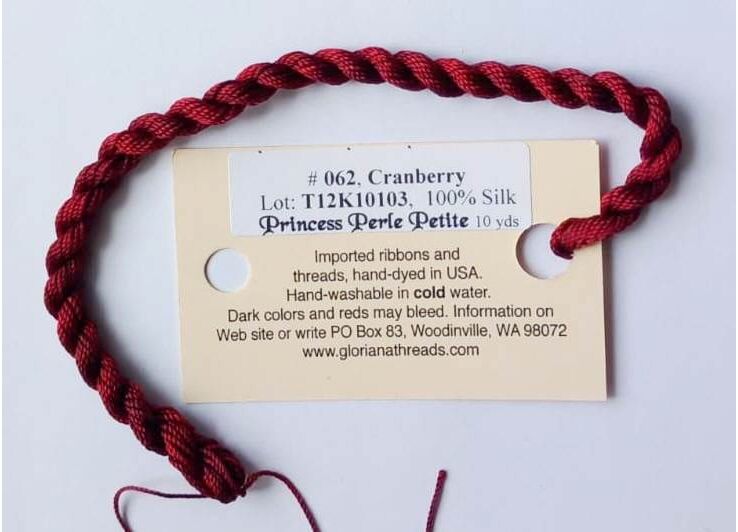 # 062, Cranberry
Lot: T12K10103, 100% Silk
Princess Perle Petite 10 yds
Imported ribbons and
threads, hand-dyed in USA.
Hand-washable in cold water.
Dark colors and reds may bleed. Information on
Web site or write PO Box 83, Woodinville, WA 98072
www.glorianathreads.com